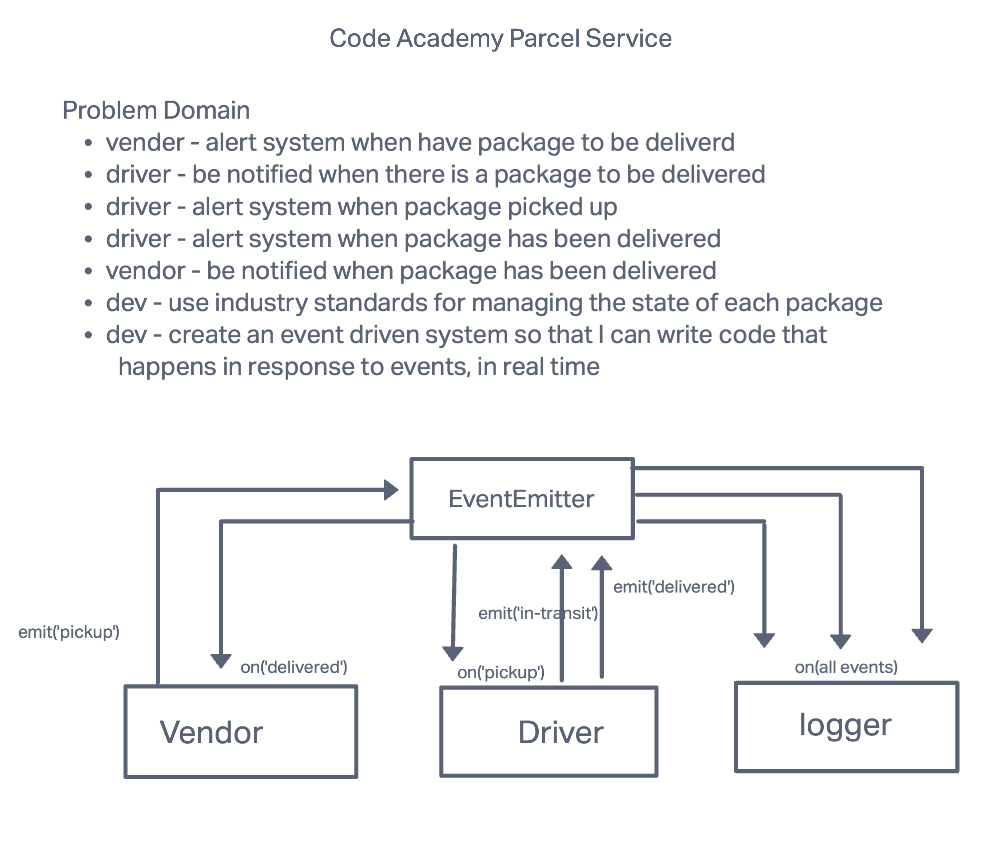 Code Academy Parcel Service
Problem Domain
• vender - alert system when have package to be deliverd
• driver - be notified when there is a package to be delivered
• driver - alert system when package picked up
• driver - alert system when package has been delivered
• vendor - be notified when package has been delivered
• dev - use industry standards for managing the state of each package
• dev - create an event driven system so that I can write code that
happens in response to events, in real time
EventEmitter
emit('delivered')
emit('in-transit')
emit('pickup')
on('delivered')
on('pickup')
on(all events)
Vendor
Driver
logger